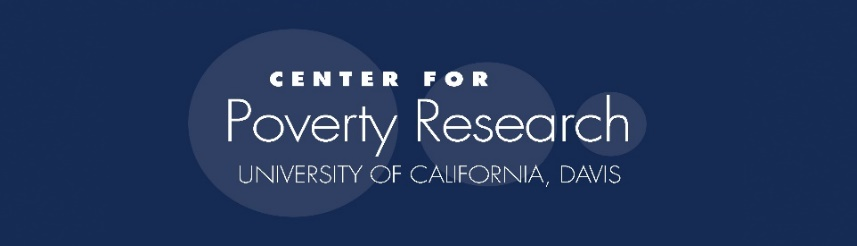 CENTER FOR
Poverty Research
UNIVERSITY OF CALIFORNIA, DAVIS